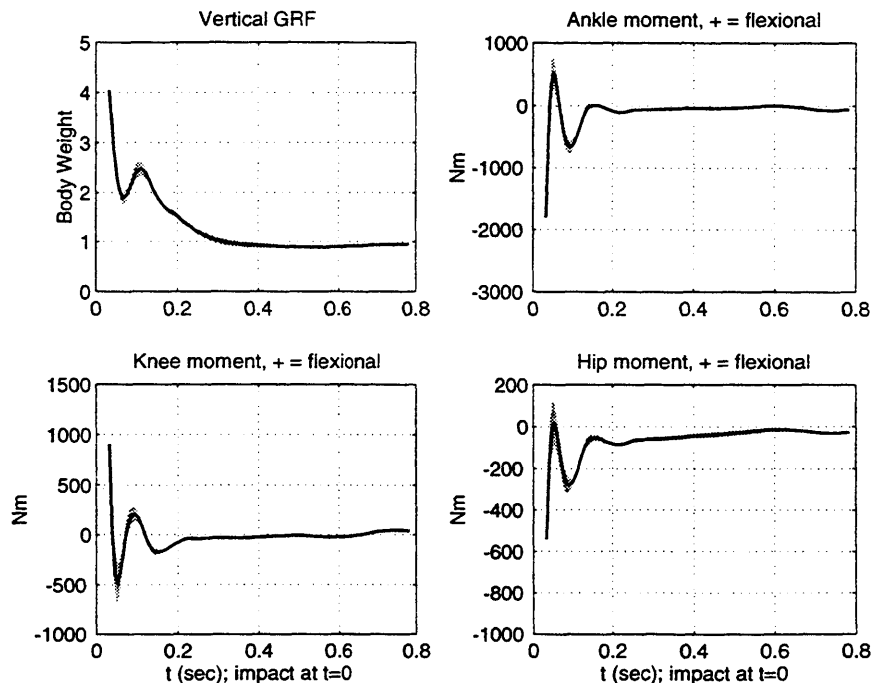 Vertical GRF
5
4
3
2
1
0
Body Weight
0 0.2 0.4 0.6 0.8
Ankle moment, + = flexional
1000
0
-1000
-2000
-3000
Nm
0 0.2 0.4 0.6 0.8
Knee moment, + = flexional
1500
1000
500
0
-500
-1000
Nm
0 0.2 0.4 0.6 0.8
t (sec); impact at t=0
Hip moment, + = flexional
200
0
-200
-400
-600
-800
-1000
Nm
0 0.2 0.4 0.6 0.8
t (sec); impact at t=0